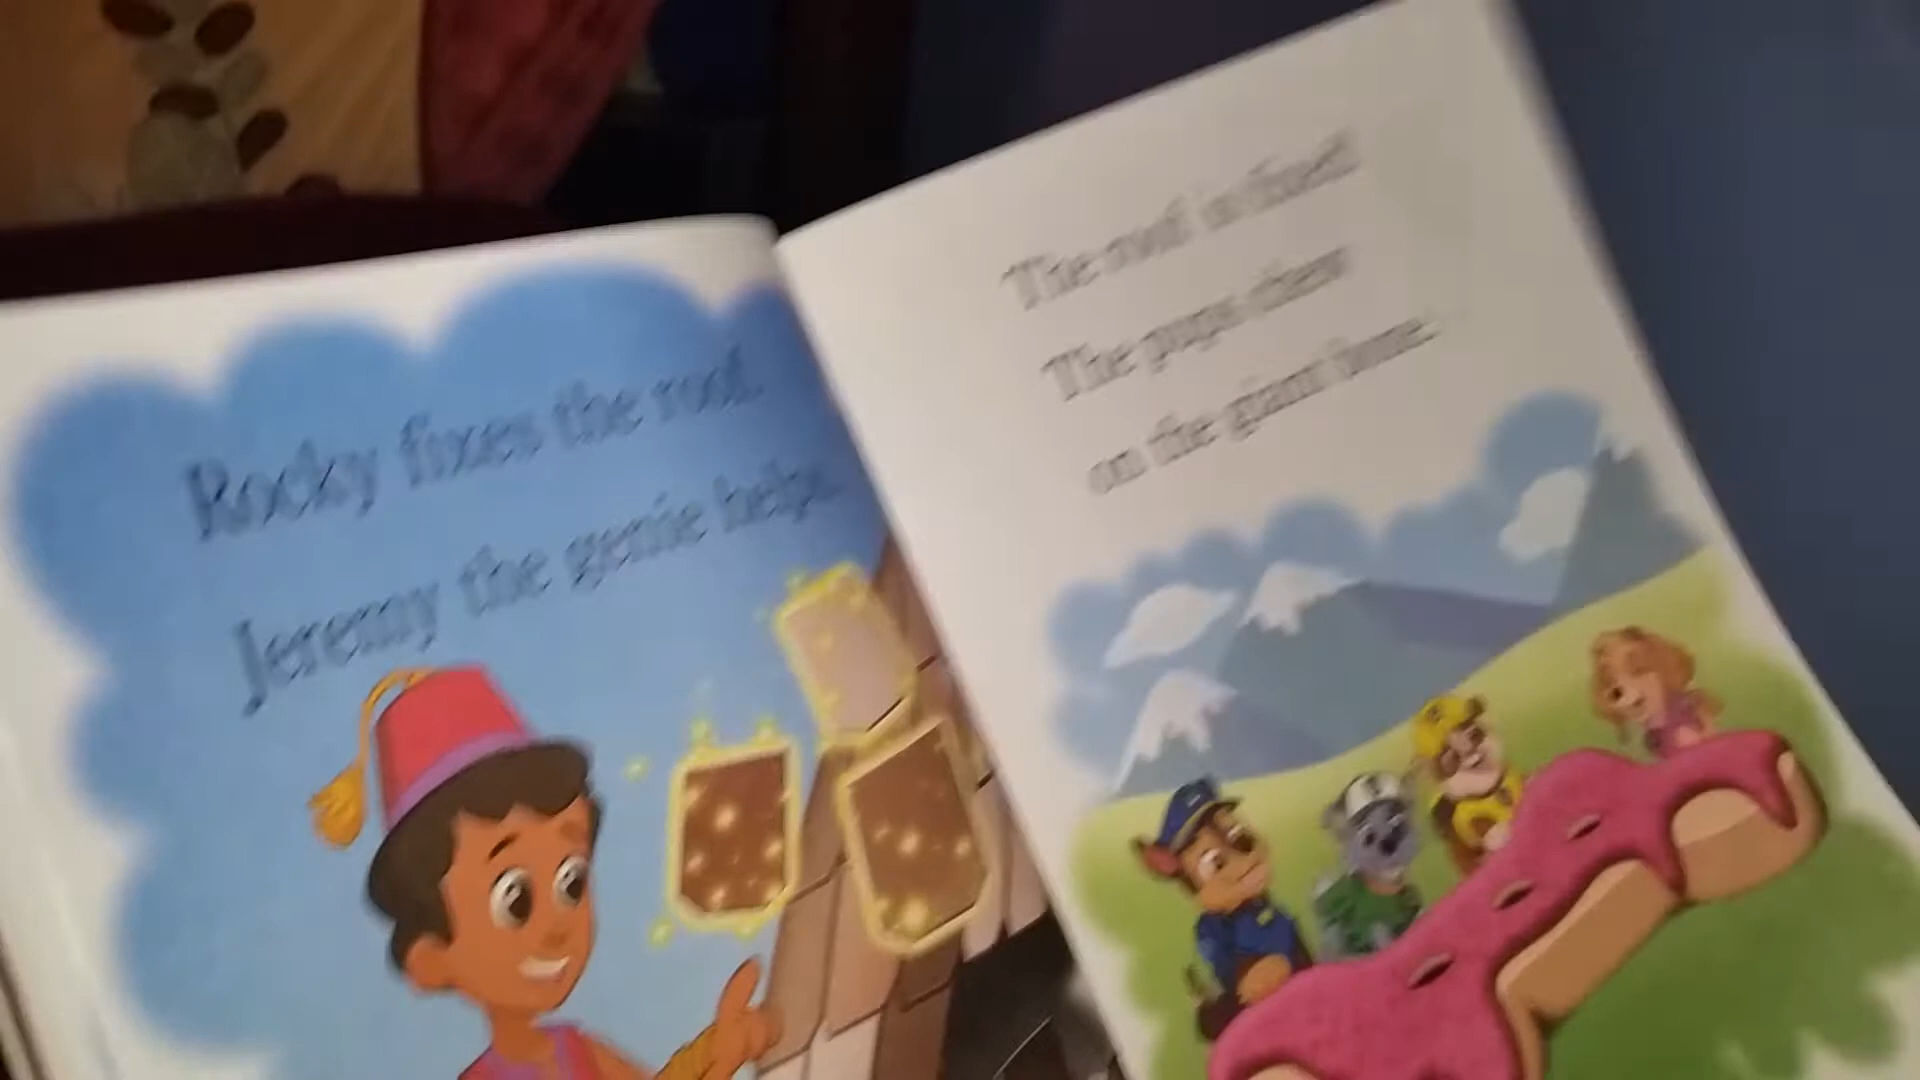 Rocky fixes the roof.
Jeremy the genie helps.
The roof is fixed!
The pups chew
on the giant bone.